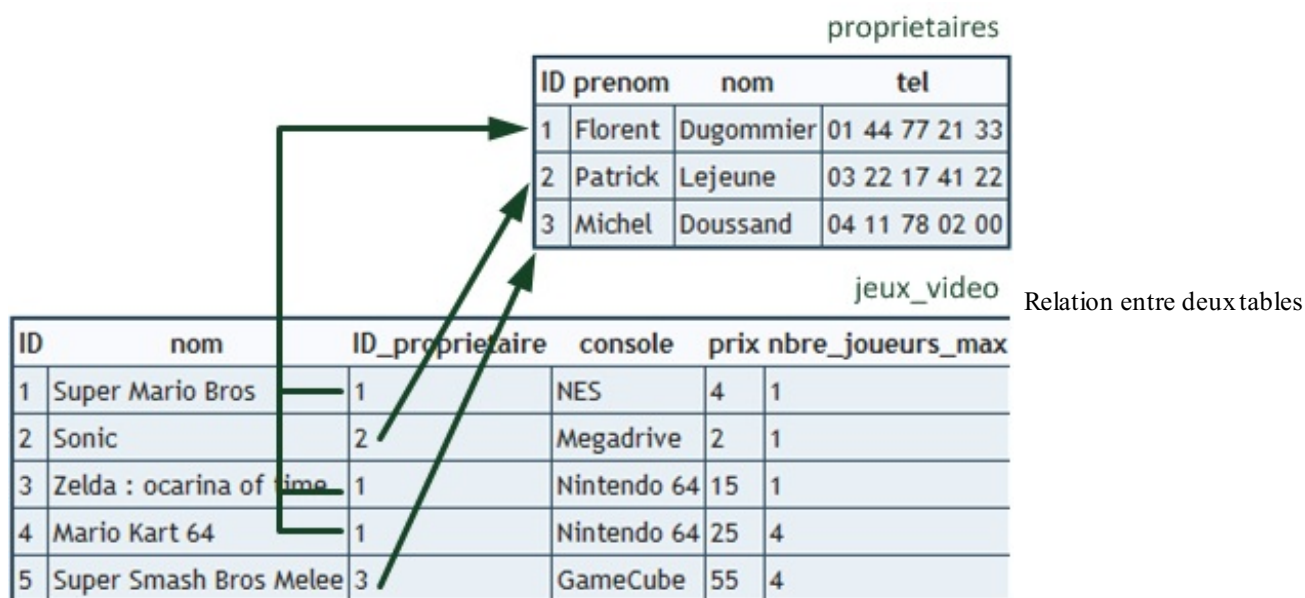 proprietaires
ID prenom nom tel
1 Florent Dugommier 01 44 77 21 33
2 Patrick Lejeune 03 22 17 41 22
3 Michel Doussand 04 11 78 02 00
jeux_video
Relation entre deux tables
ID nom ID_proprietaire console prix nbre_joueurs_max
1 Super Mario Bros 1 NES 4 1
2 Sonic 2 Megadrive 2 1
3 Zelda : ocarina of time 1 Nintendo 64 15 1
4 Mario Kart 64 1 Nintendo 64 25 4
5 Super Smash Bros Melee 3 GameCube 55 4